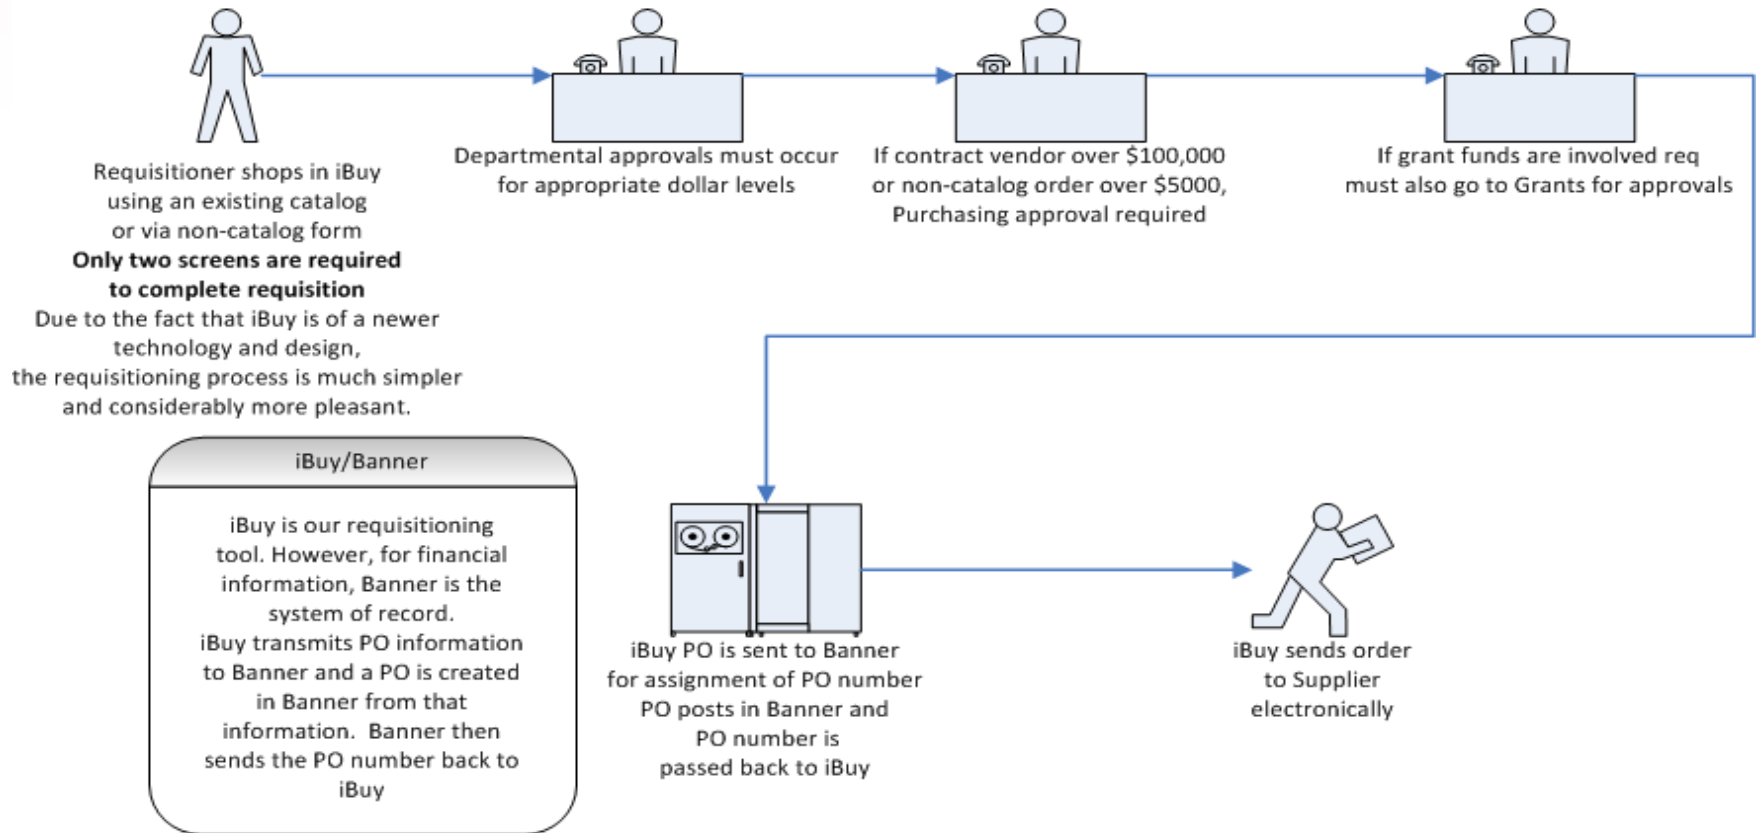 Requisitioner shops in iBuy
using an existing catalog
or via non-catalog form
Only two screens are required
to complete requisition
Due to the fact that iBuy is of a newer
technology and design,
the requisitioning process is much simpler
and considerably more pleasant.
Departmental approvals must occur
for appropriate dollar levels
If contract vendor over $100,000
or non-catalog order over $5000,
Purchasing approval required
If grant funds are involved req
must also go to Grants for approvals
iBuy/Banner
iBuy is our requisitioning
tool. However, for financial
information, Banner is the
system of record.
iBuy transmits PO information
to Banner and a PO is created
in Banner from that
information.  Banner then
sends the PO number back to
iBuy
iBuy PO is sent to Banner
for assignment of PO number
PO posts in Banner and
PO number is
passed back to iBuy
iBuy sends order
to Supplier
electronically